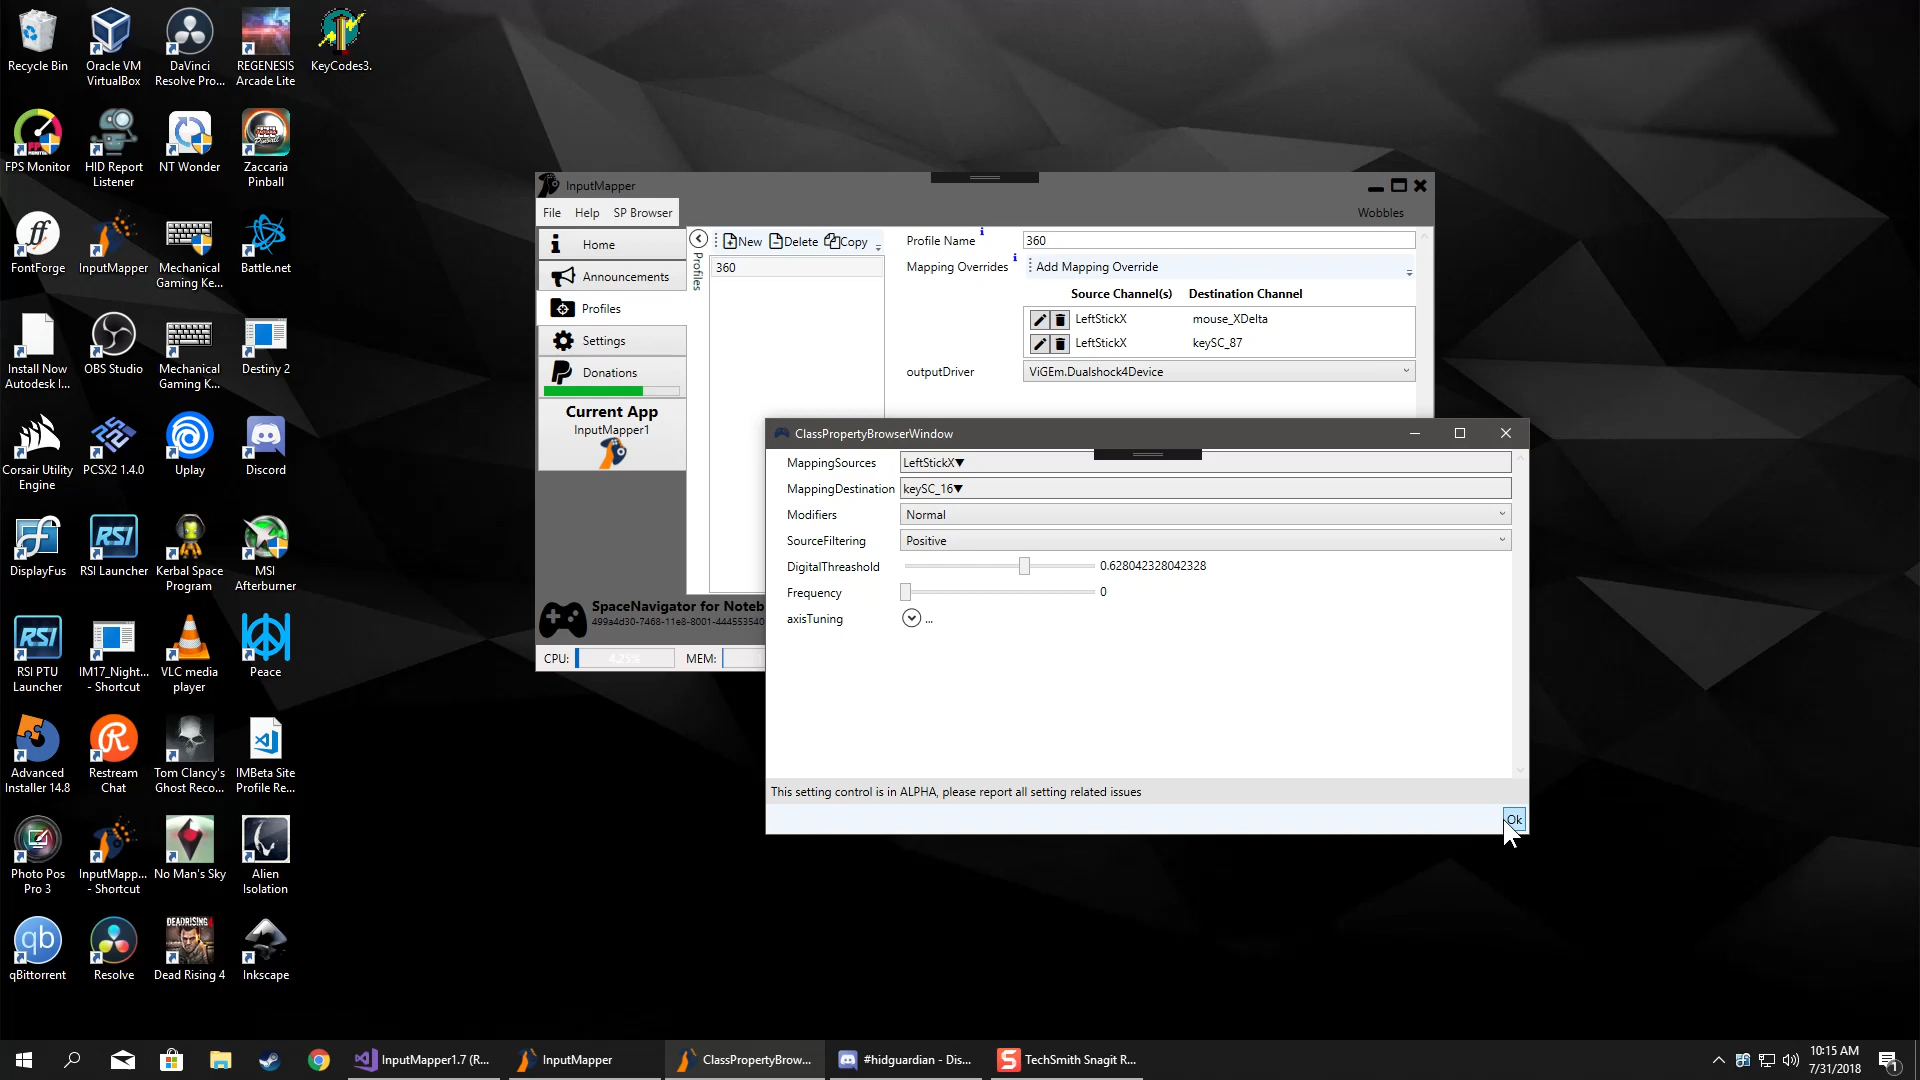 Recycle Bin
Oracle VM
VirtualBox
DaVinci
Resolve Pro...
REGENESIS
Arcade Lite
KeyCodes3.
FPS Monitor
HID Report
Listener
NT Wonder
Zaccaria
Pinball
FontForge
InputMapper
Mechanical
Gaming Ke...
Battle.net
Install Now
Autodesk I...
OBS Studio
Mechanical
Gaming K...
Destiny 2
Corsair Utility
Engine
PCSX2 1.4.0
Uplay
Discord
DisplayFus
RSI Launcher
Kerbal Space
Program
MSI
Afterburner
RSI PTU
Launcher
IM17_Night...
- Shortcut
VLC media
player
Peace
Advanced
Installer 14.8
Restream
Chat
Tom Clancy's
Ghost Reco...
IMBeta Site
Profile Re...
Photo Pos
Pro 3
InputMapp...
- Shortcut
No Man's Sky
Alien
Isolation
qBittorrent
Resolve
Dead Rising 4
Inkscape
InputMapper
File Help SP Browser
Wobbles
Home
Announcements
Profiles
Settings
Donations
Current App
InputMapper1
Profiles
New Delete Copy
360
Profile Name
360
Mapping Overrides
Add Mapping Override
Source Channel(s) Destination Channel
LeftStickX mouse_XDelta
LeftStickX keySC_87
outputDriver
ViGEm.Dualshock4Device
SpaceNavigator for Noteb
499a4d30-7468-11e8-8001-444553540
CPU: 4.25% MEM:
ClassPropertyBrowserWindow
MappingSources LeftStickX▼
MappingDestination keySC_16▼
Modifiers Normal
SourceFiltering Positive
DigitalThreashold 0.628042328042328
Frequency 0
axisTuning ...
This setting control is in ALPHA, please report all setting related issues
Ok
InputMapper1.7 (R...
InputMapper
ClassPropertyBrow...
#hidguardian - Dis...
TechSmith Snagit R...
10:15 AM
7/31/2018
1